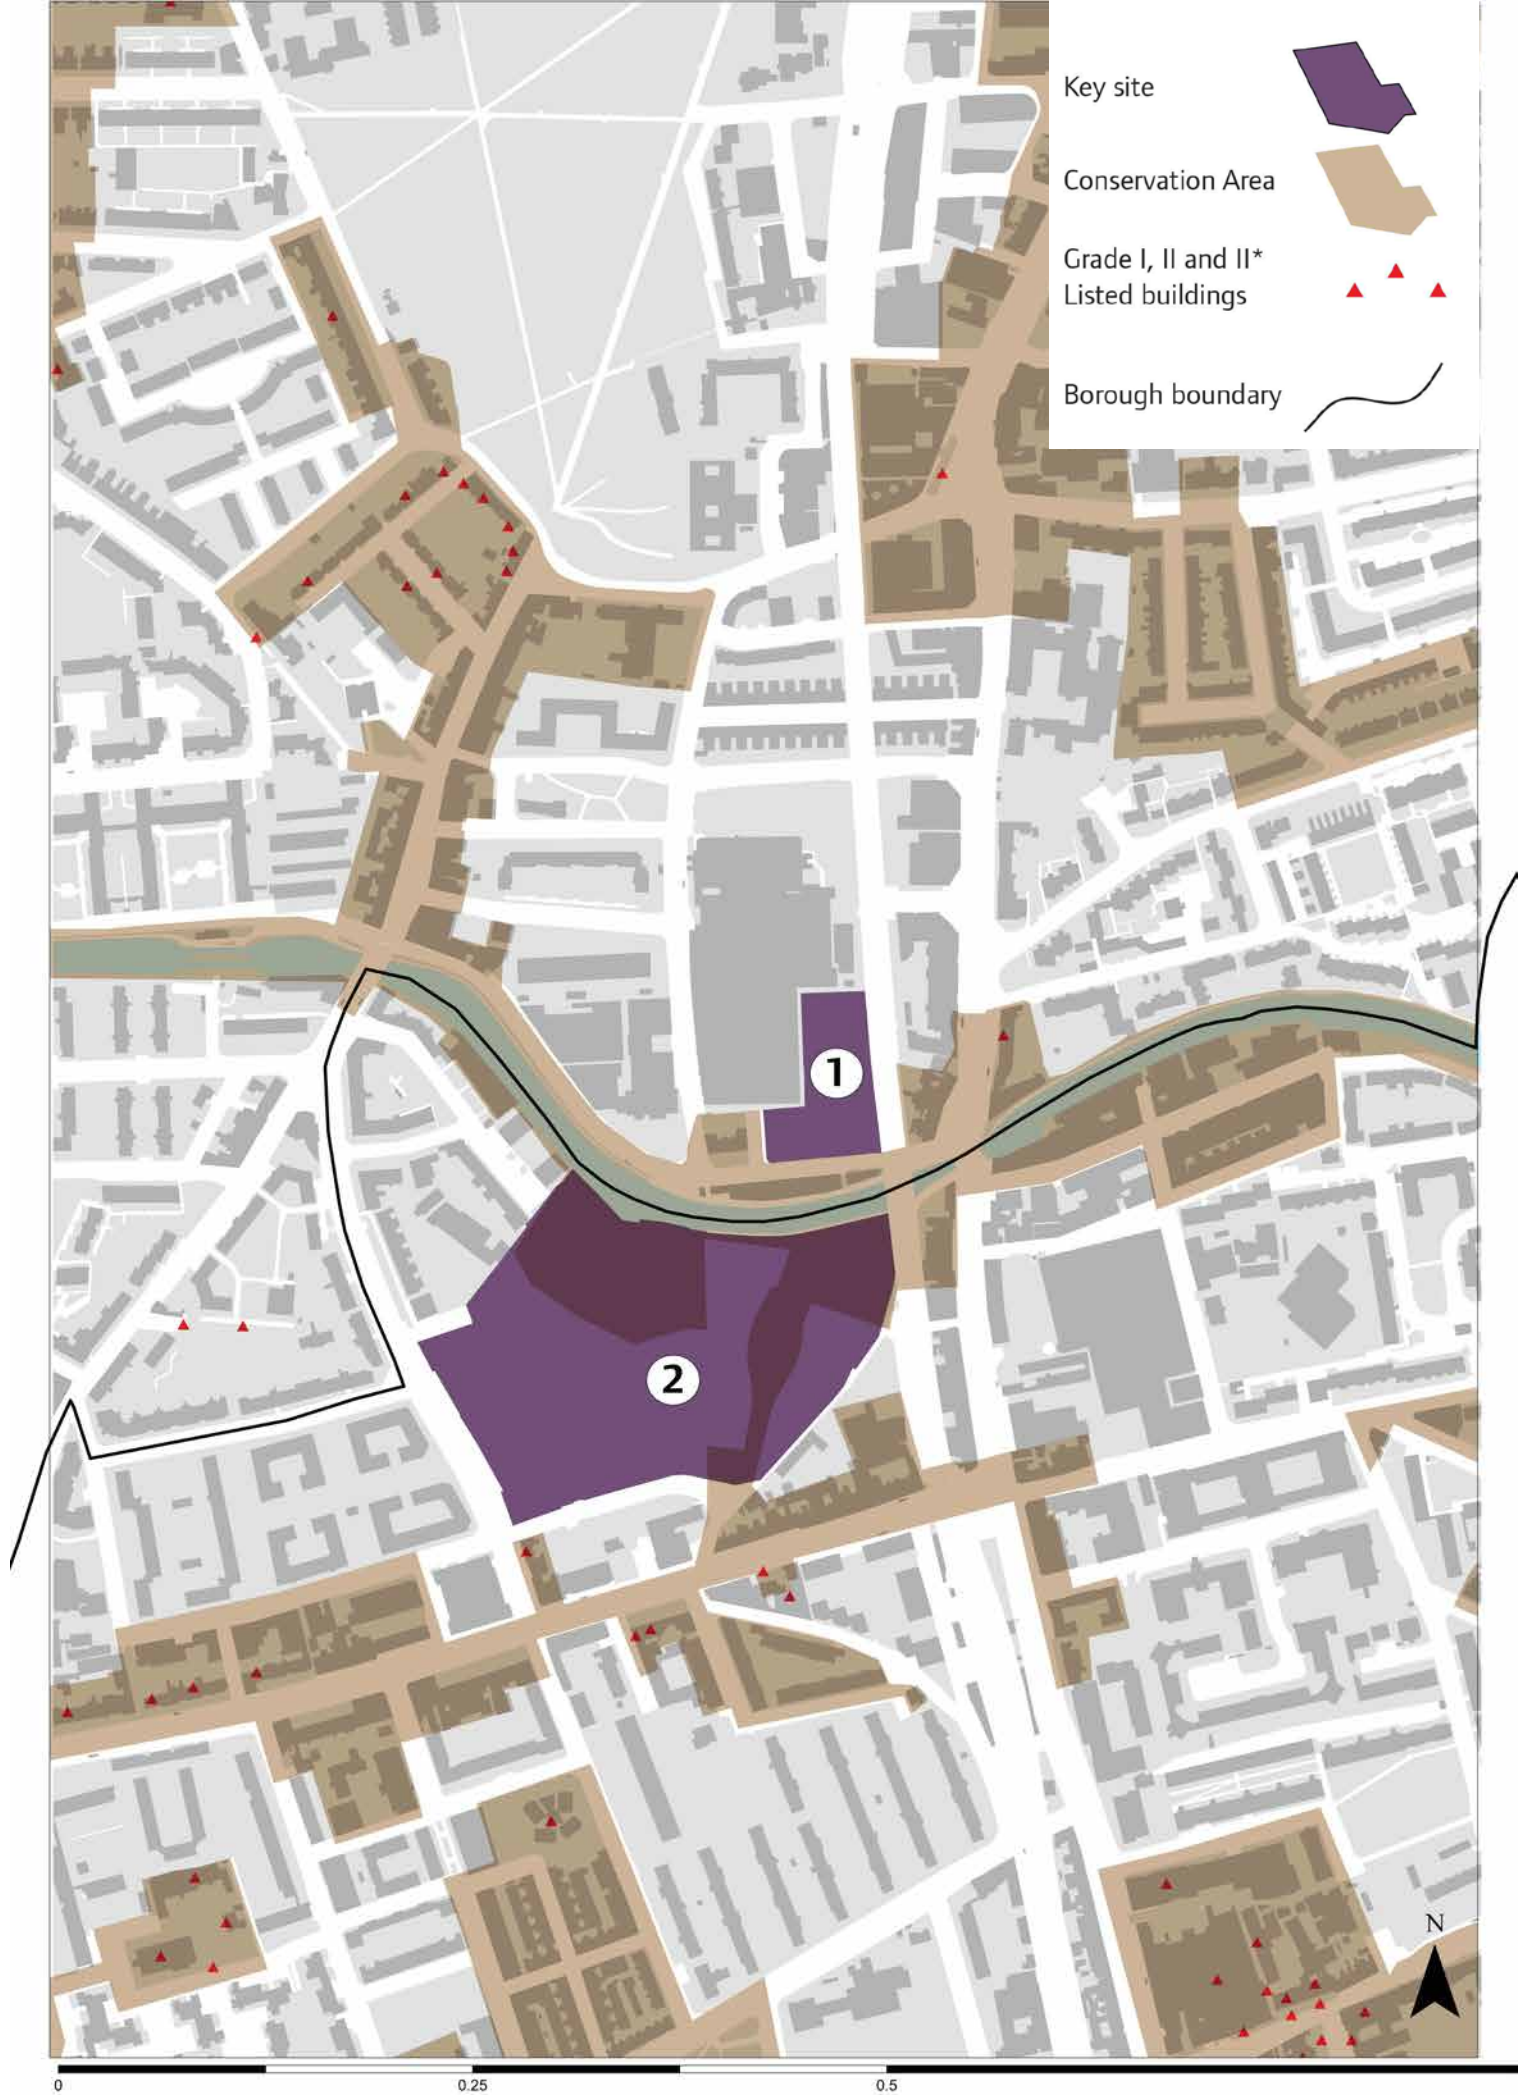 Key site
Conservation Area
Grade I, II and II*
Listed buildings
Borough boundary
1
2
N
0 0.25 0.5